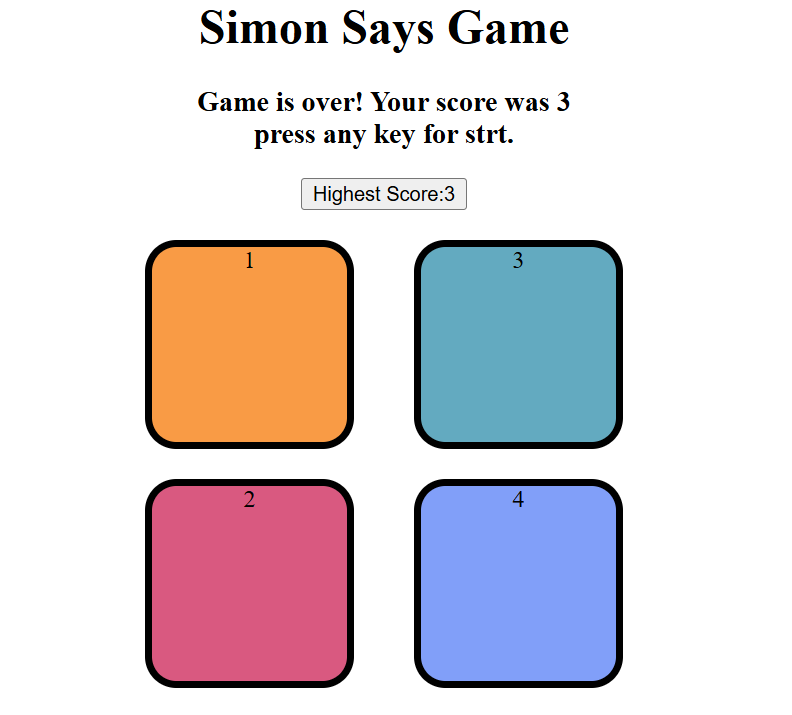 Simon Says Game
Game is over! Your score was 3
press any key for strt.
Highest Score:3
1
3
2
4